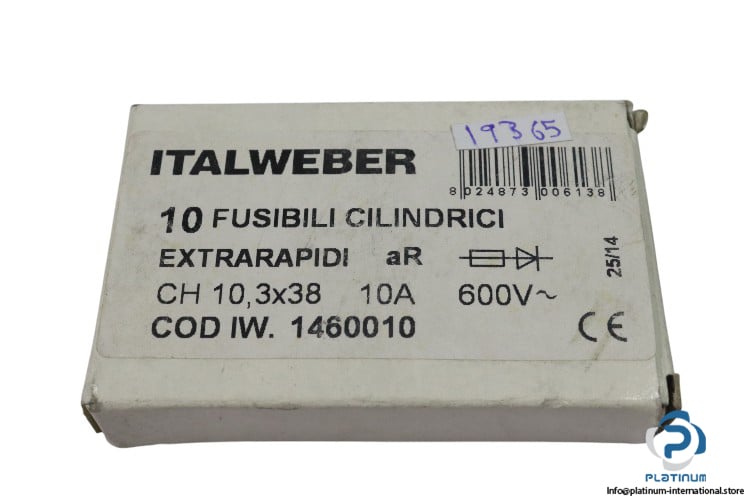 19365
ITALWEBER
8 024873 006138
10 FUSIBILI CILINDRICI
EXTRARAPIDI aR
CH 10,3x38 10A 600V~
COD IW. 1460010
25/14
CE
PLATINUM
Info@platinum-international.store